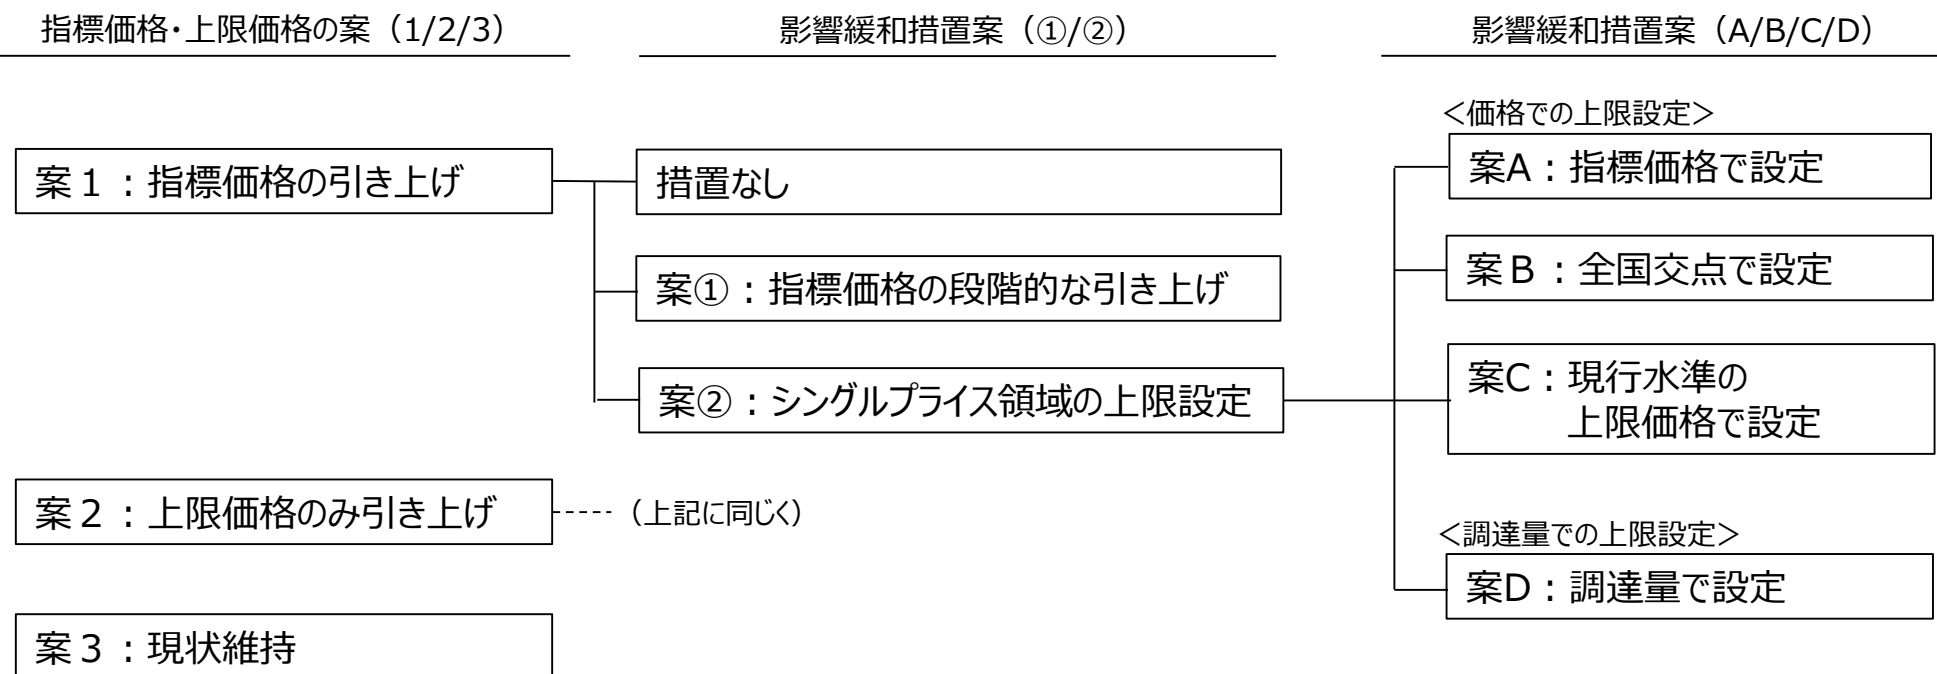 指標価格・上限価格の案（1/2/3）
影響緩和措置案（①/②）
影響緩和措置案（A/B/C/D）
＜価格での上限設定＞
案１：指標価格の引き上げ
措置なし
案A：指標価格で設定
案①：指標価格の段階的な引き上げ
案Ｂ：全国交点で設定
案②：シングルプライス領域の上限設定
案C：現行水準の
上限価格で設定
案２：上限価格のみ引き上げ
（上記に同じく）
＜調達量での上限設定＞
案D：調達量で設定
案３：現状維持